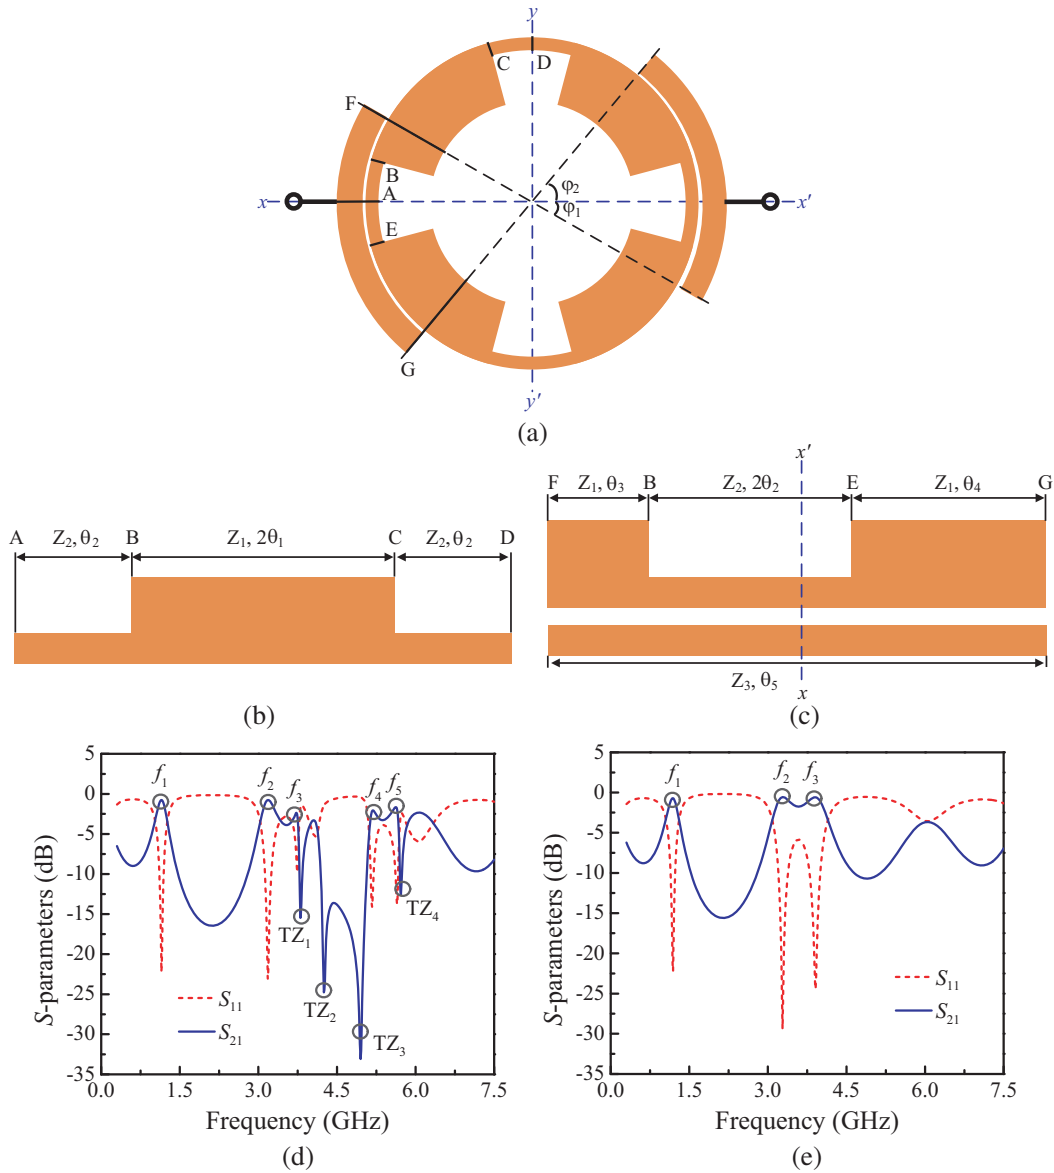 y
C D
F
B
A
x x'
φ₂
φ₁
E
G
y'
(a)
A Z₂, θ₂ B Z₁, 2θ₁ C Z₂, θ₂ D
(b)
x'
F Z₁, θ₃ B Z₂, 2θ₂ E Z₁, θ₄ G
Z₃, θ₅
x
(c)
S-parameters (dB)
5
0
-5
-10
-15
-20
-25
-30
-35
f₁ f₂ f₃ f₄ f₅
TZ₁
TZ₂
TZ₃
TZ₄
S₁₁
S₂₁
0.0 1.5 3.0 4.5 6.0 7.5
Frequency (GHz)
(d)
S-parameters (dB)
5
0
-5
-10
-15
-20
-25
-30
-35
f₁ f₂ f₃
S₁₁
S₂₁
0.0 1.5 3.0 4.5 6.0 7.5
Frequency (GHz)
(e)